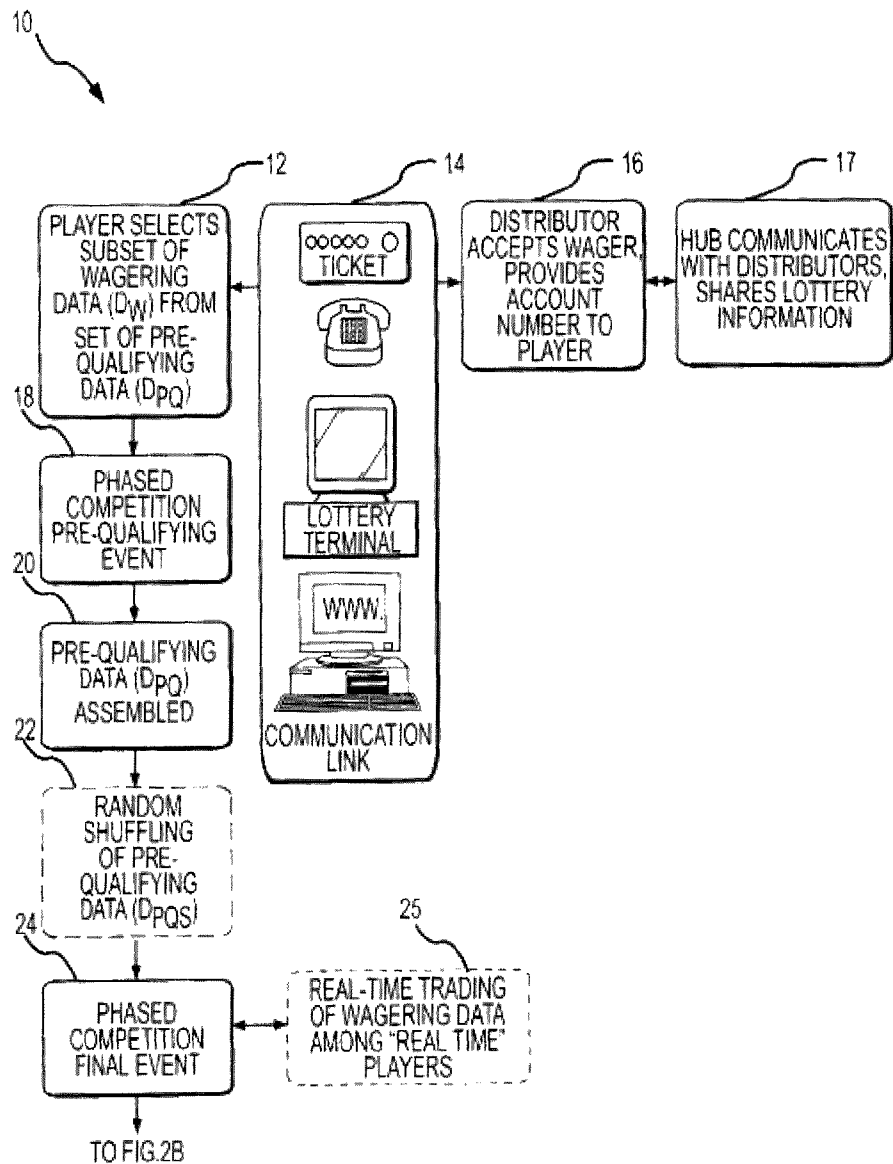 10
12
PLAYER SELECTS
SUBSET OF
WAGERING
DATA (DW) FROM
SET OF PRE-
QUALIFYING
DATA (DPQ)
14
OOOOO O
TICKET
LOTTERY
TERMINAL
WWW.
COMMUNICATION
LINK
16
DISTRIBUTOR
ACCEPTS WAGER,
PROVIDES
ACCOUNT
NUMBER TO
PLAYER
17
HUB COMMUNICATES
WITH DISTRIBUTORS,
SHARES LOTTERY
INFORMATION
18
PHASED
COMPETITION
PRE-QUALIFYING
EVENT
20
PRE-QUALIFYING
DATA (DPQ)
ASSEMBLED
22
RANDOM
SHUFFLING
OF PRE-
QUALIFYING
DATA (DPQS)
24
PHASED
COMPETITION
FINAL EVENT
25
REAL-TIME TRADING
OF WAGERING DATA
AMONG "REAL TIME"
PLAYERS
TO FIG.2B